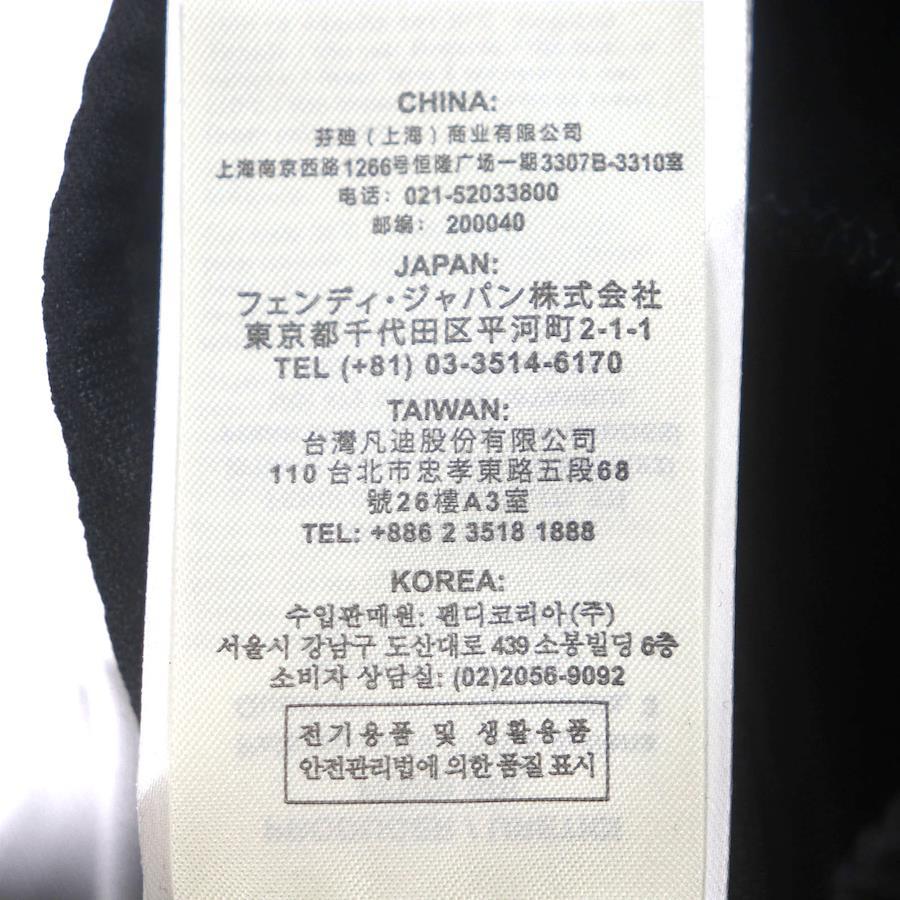 CHINA:
芬迪（上海）商业有限公司
上海南京西路1266号恒隆广场一期3307B-3310室
电话：021-52033800
邮编：200040
JAPAN:
フェンディ・ジャパン株式会社
東京都千代田区平河町2-1-1
TEL (+81) 03-3514-6170
TAIWAN:
台灣凡迪股份有限公司
110 台北市忠孝東路五段68
號26樓A3室
TEL: +886 2 3518 1888
KOREA:
수입판매원: 펜디코리아(주)
서울시 강남구 도산대로 439 소봉빌딩 6층
소비자 상담실: (02)2056-9092
전기용품 및 생활용품
안전관리법에 의한 품질 표시